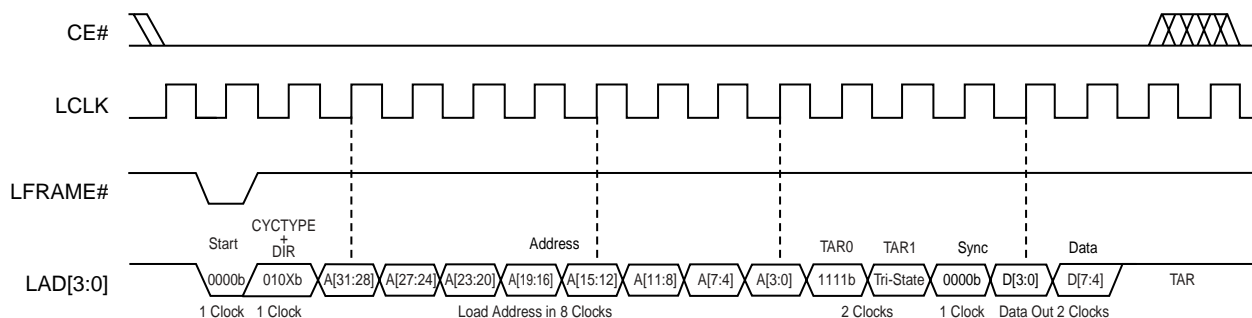 CE#
LCLK
LFRAME#
CYCTYPE
+
DIR
Start
Address
TAR0
TAR1
Sync
Data
LAD[3:0]
0000b
010Xb
A[31:28]
A[27:24]
A[23:20]
A[19:16]
A[15:12]
A[11:8]
A[7:4]
A[3:0]
1111b
Tri-State
0000b
D[3:0]
D[7:4]
TAR
1 Clock
1 Clock
Load Address in 8 Clocks
2 Clocks
1 Clock
Data Out 2 Clocks